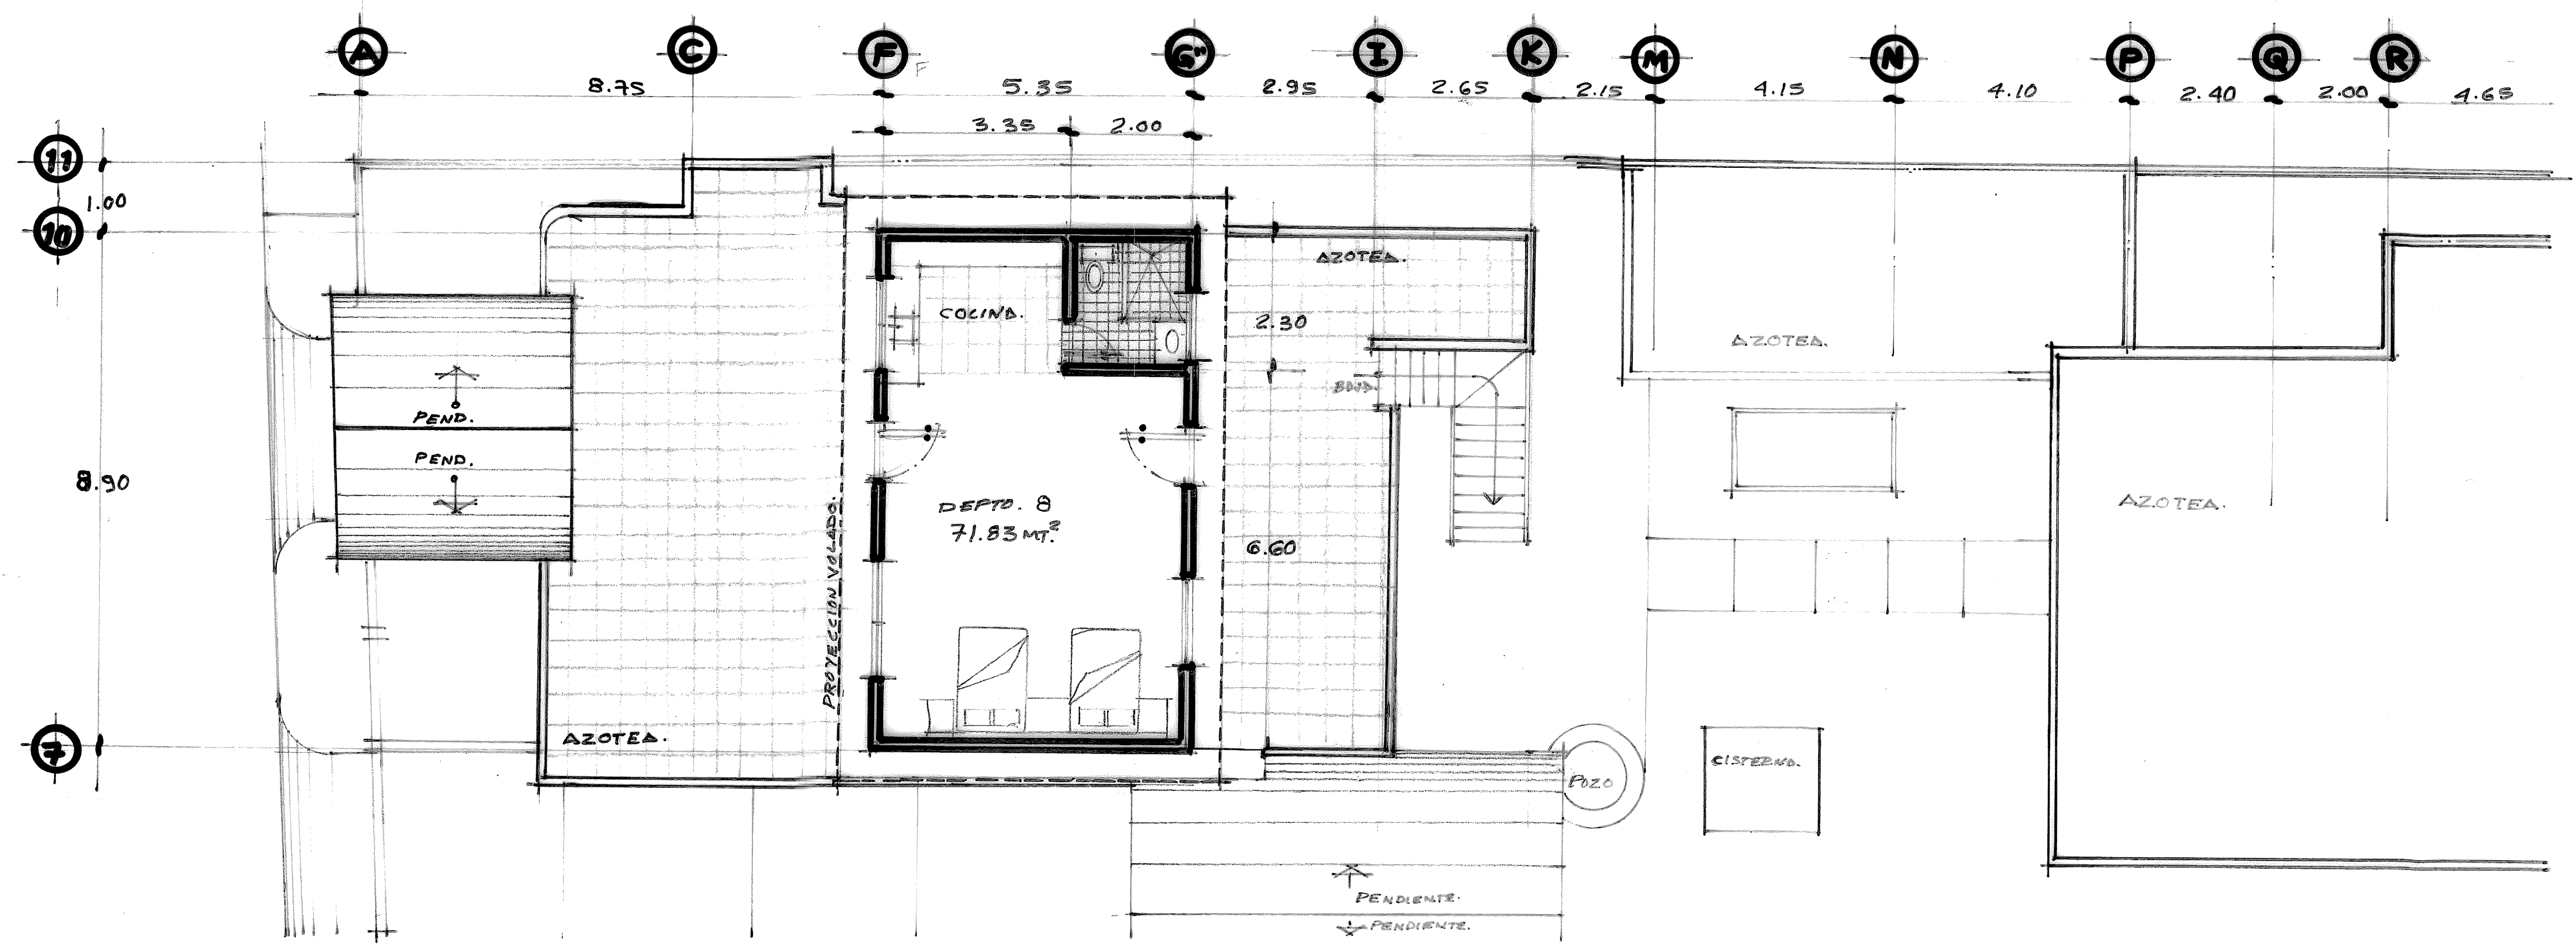 A C F G" I K M N P Q R
F
8.75 5.35 2.95 2.65 2.15 4.15 4.10 2.40 2.00 4.65
3.35 2.00
11
1.00
10
AZOTEA.
COCINA.
2.30
AZOTEA.
BAJA.
PEND.
PEND.
8.90
DEPTO. 8
71.83 MT.²
AZOTEA.
PROYECCION VOLADO.
6.60
AZOTEA.
7
CISTERNA.
POZO
PENDIENTE.
PENDIENTE.